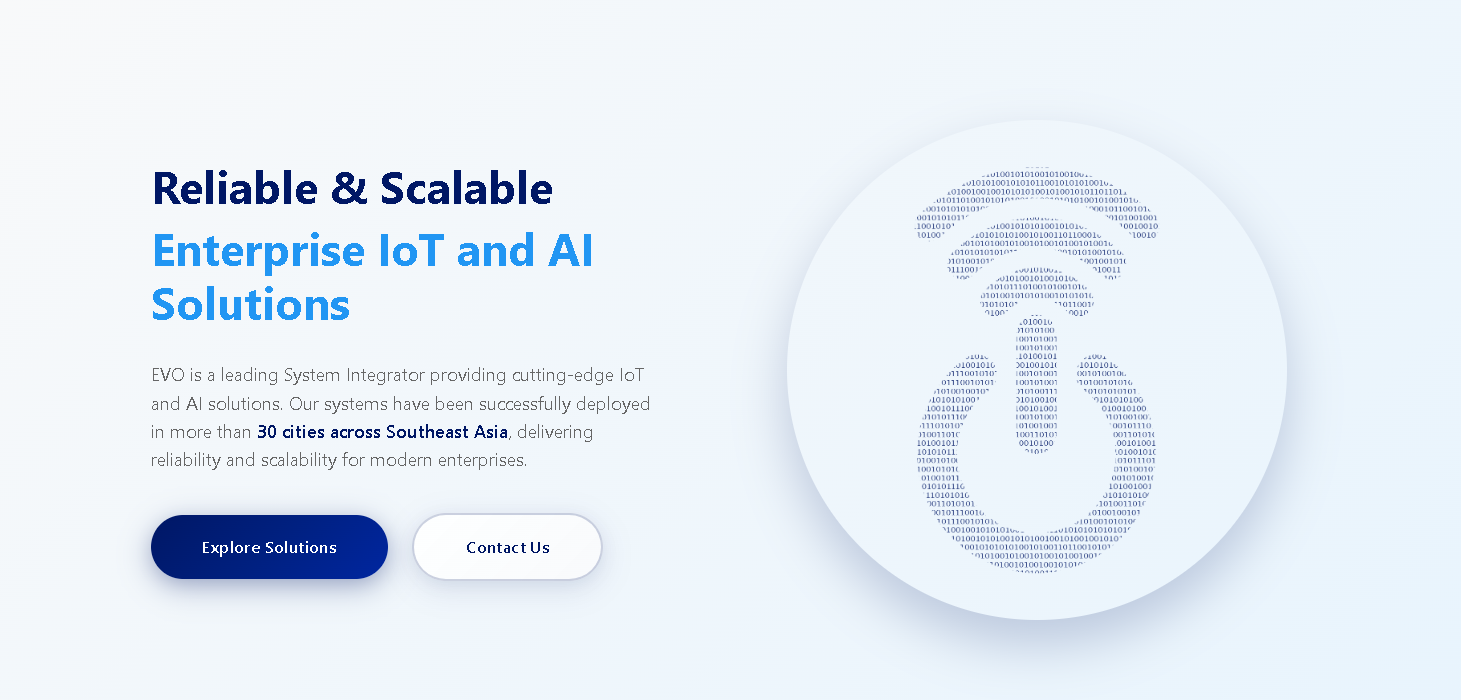 Reliable & Scalable
Enterprise IoT and AI
Solutions
EVO is a leading System Integrator providing cutting-edge IoT
and AI solutions. Our systems have been successfully deployed
in more than 30 cities across Southeast Asia, delivering
reliability and scalability for modern enterprises.
Explore Solutions
Contact Us